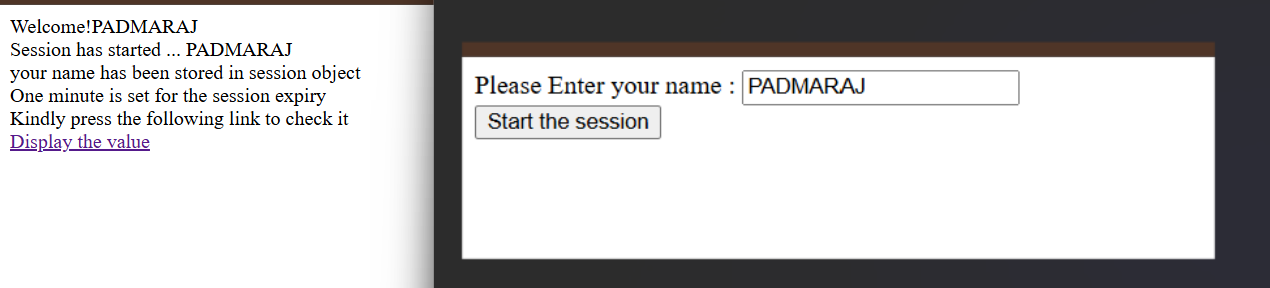 Welcome!PADMARAJ
Session has started ... PADMARAJ
your name has been stored in session object
One minute is set for the session expiry
Kindly press the following link to check it
Display the value
Please Enter your name : PADMARAJ
Start the session